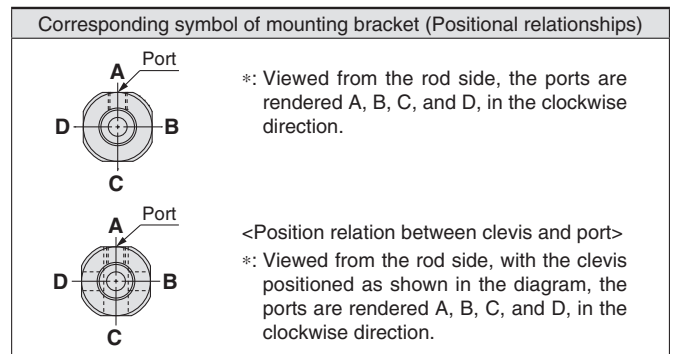 Corresponding symbol of mounting bracket (Positional relationships)
Port
A
D
B
C
*: Viewed from the rod side, the ports are
rendered A, B, C, and D, in the clockwise
direction.
Port
A
D
B
C
<Position relation between clevis and port>
*: Viewed from the rod side, with the clevis
positioned as shown in the diagram, the
ports are rendered A, B, C, and D, in the
clockwise direction.